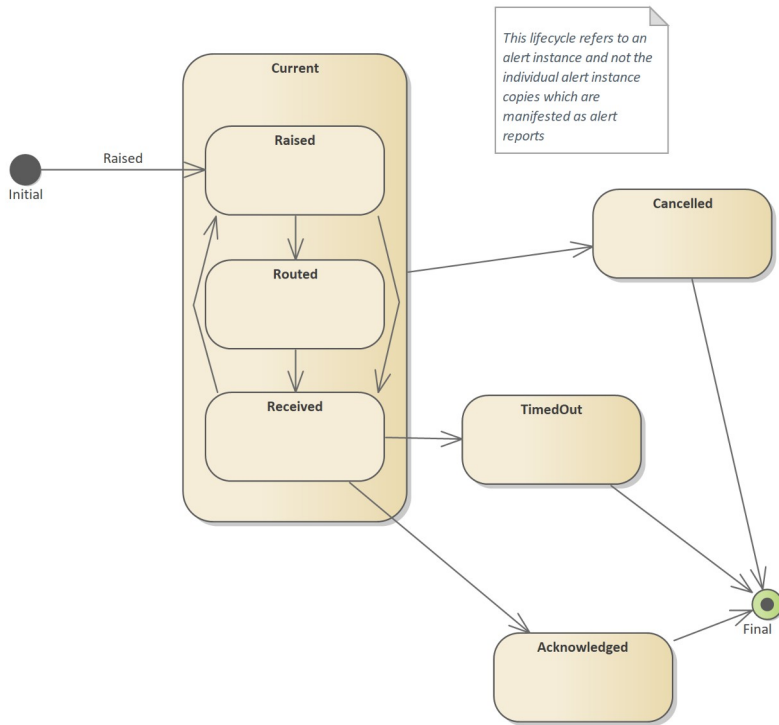 This lifecycle refers to an
alert instance and not the
individual alert instance
copies which are
manifested as alert
reports
Current
Raised
Raised
Initial
Cancelled
Routed
Received
TimedOut
Acknowledged
Final